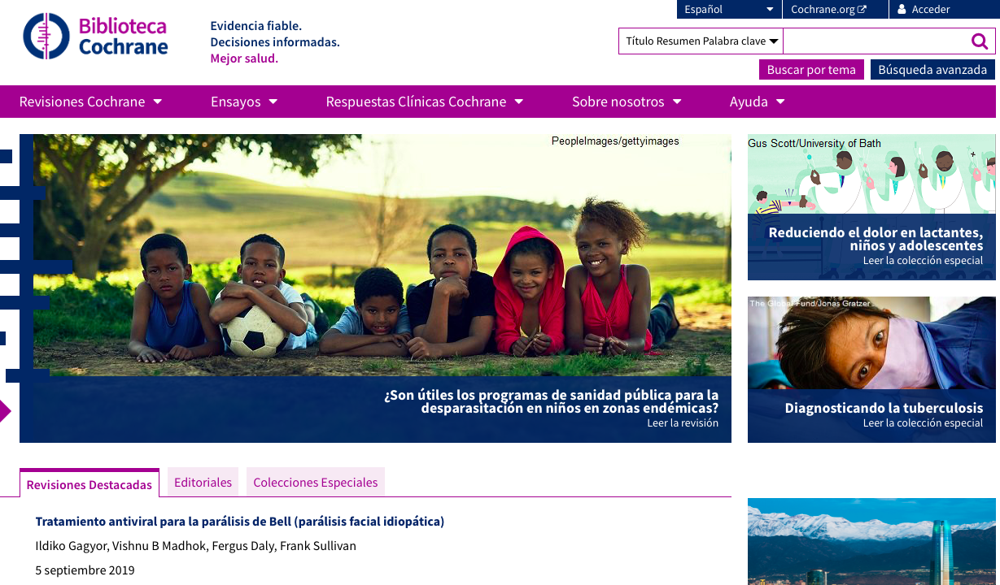 Español
Cochrane.org
Acceder
Biblioteca
Cochrane
Evidencia fiable.
Decisiones informadas.
Mejor salud.
Título Resumen Palabra clave
Buscar por tema
Búsqueda avanzada
Revisiones Cochrane
Ensayos
Respuestas Clínicas Cochrane
Sobre nosotros
Ayuda
PeopleImages/gettyimages
¿Son útiles los programas de sanidad pública para la
desparasitación en niños en zonas endémicas?
Leer la revisión
Gus Scott/University of Bath
Reduciendo el dolor en lactantes,
niños y adolescentes
Leer la colección especial
The Global Fund/Jonas Gratzer
Diagnosticando la tuberculosis
Leer la colección especial
Revisiones Destacadas
Editoriales
Colecciones Especiales
Tratamiento antiviral para la parálisis de Bell (parálisis facial idiopática)
Ildiko Gagyor, Vishnu B Madhok, Fergus Daly, Frank Sullivan
5 septiembre 2019